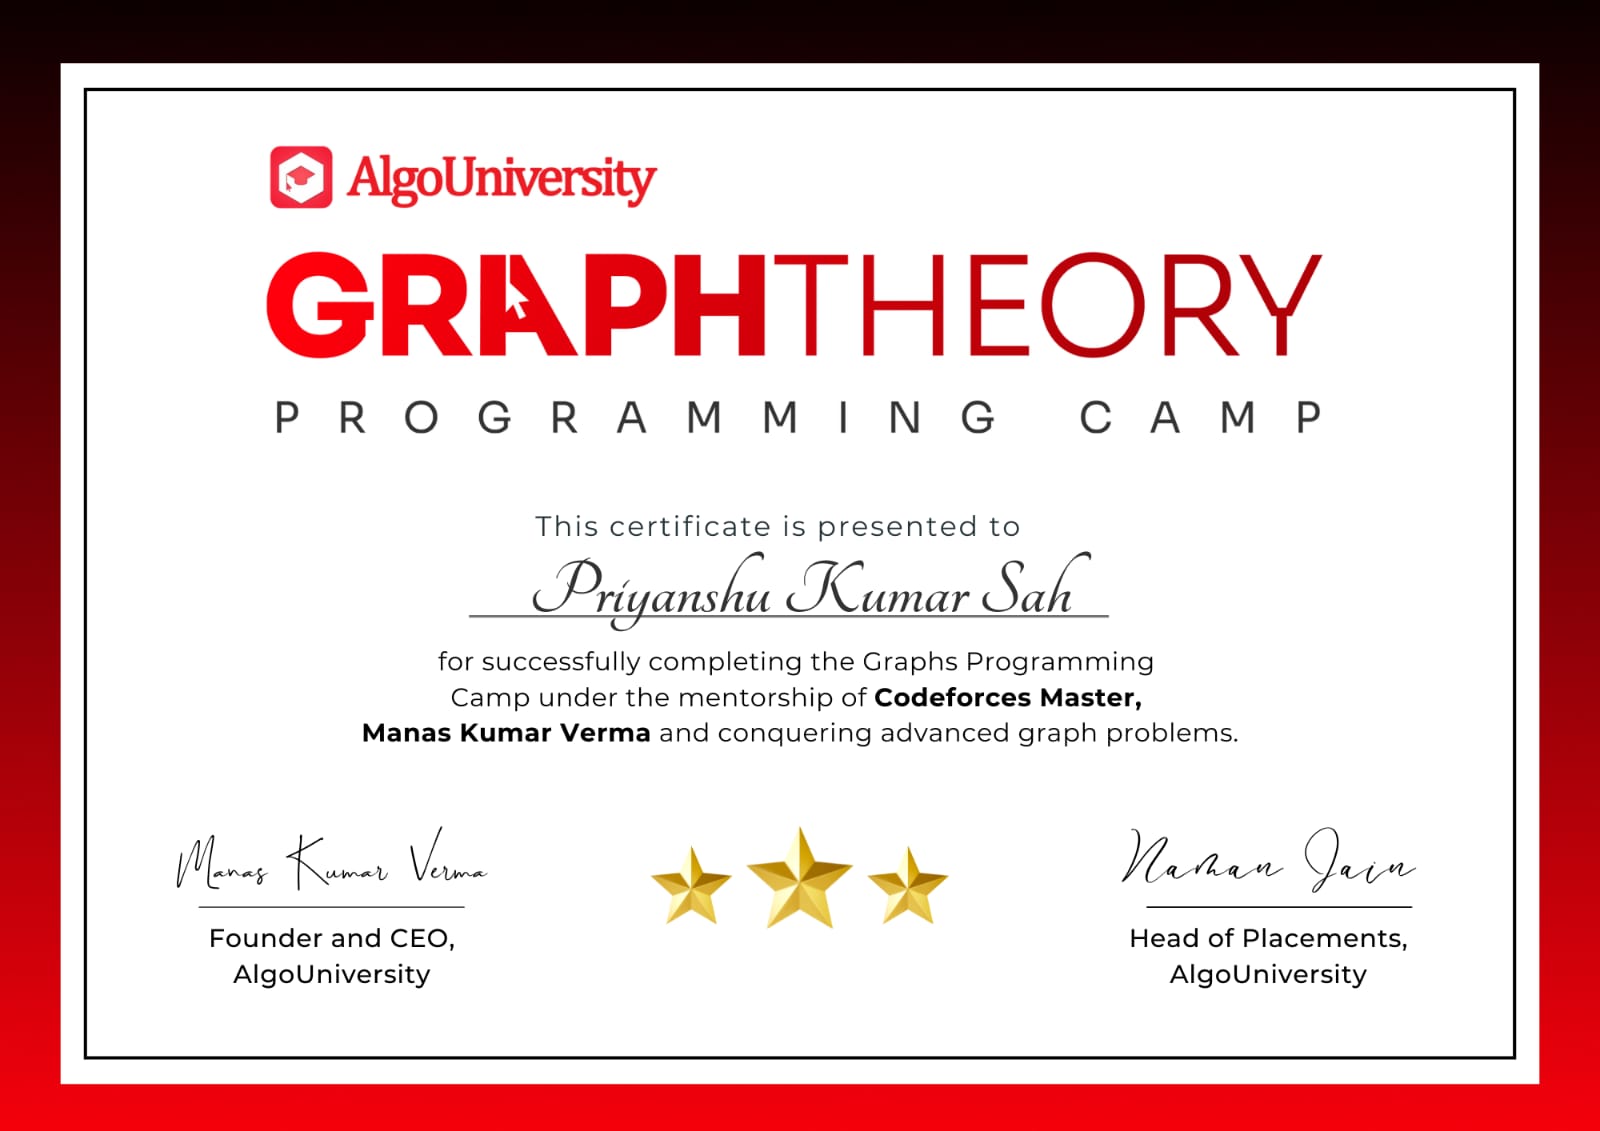 AlgoUniversity
GRAPHTHEORY
PROGRAMMING CAMP
This certificate is presented to
Priyanshu Kumar Sah
for successfully completing the Graphs Programming
Camp under the mentorship of Codeforces Master,
Manas Kumar Verma and conquering advanced graph problems.
Manas Kumar Verma
Founder and CEO,
AlgoUniversity
Naman Jain
Head of Placements,
AlgoUniversity